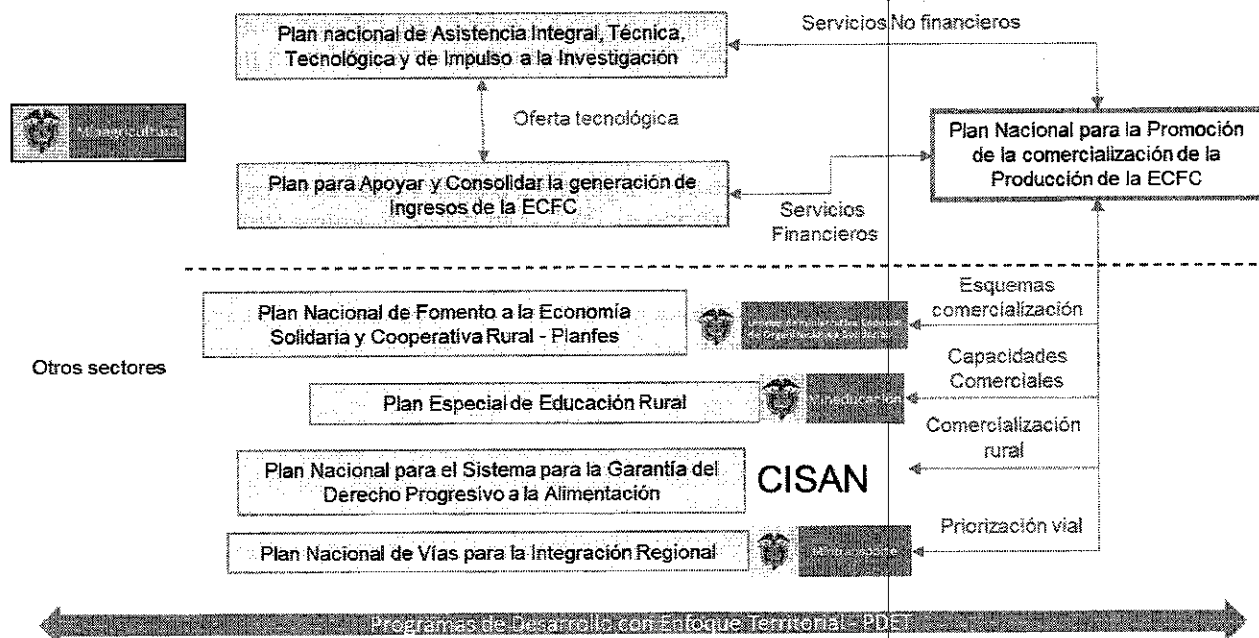 Plan nacional de Asistencia Integral, Técnica,
Tecnológica y de Impulso a la Investigación
Servicios No financieros
Minagricultura
Oferta tecnológica
Plan Nacional para la Promoción
de la comercialización de la
Producción de la ECFC
Plan para Apoyar y Consolidar la generación de
Ingresos de la ECFC
Servicios
Financieros
Otros sectores
Plan Nacional de Fomento a la Economía
Solidaria y Cooperativa Rural - Planfes
Esquemas
comercialización
Plan Especial de Educación Rural
Mineducación
Capacidades
Comerciales
Plan Nacional para el Sistema para la Garantía del
Derecho Progresivo a la Alimentación
CISAN
Comercialización
rural
Plan Nacional de Vías para la Integración Regional
Priorización vial
Programas de Desarrollo con Enfoque Territorial - PDET